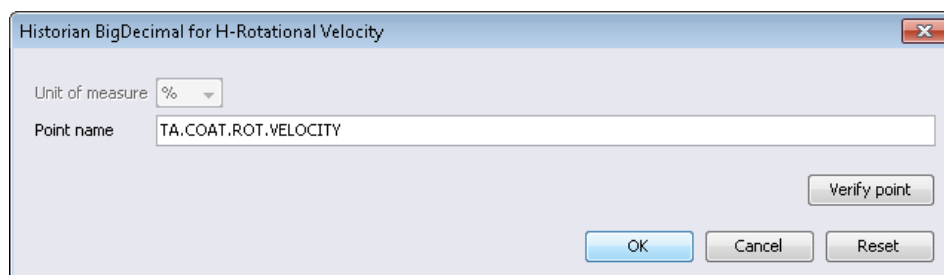 Historian BigDecimal for H-Rotational Velocity
Unit of measure %
Point name TA.COAT.ROT.VELOCITY
Verify point
OK Cancel Reset